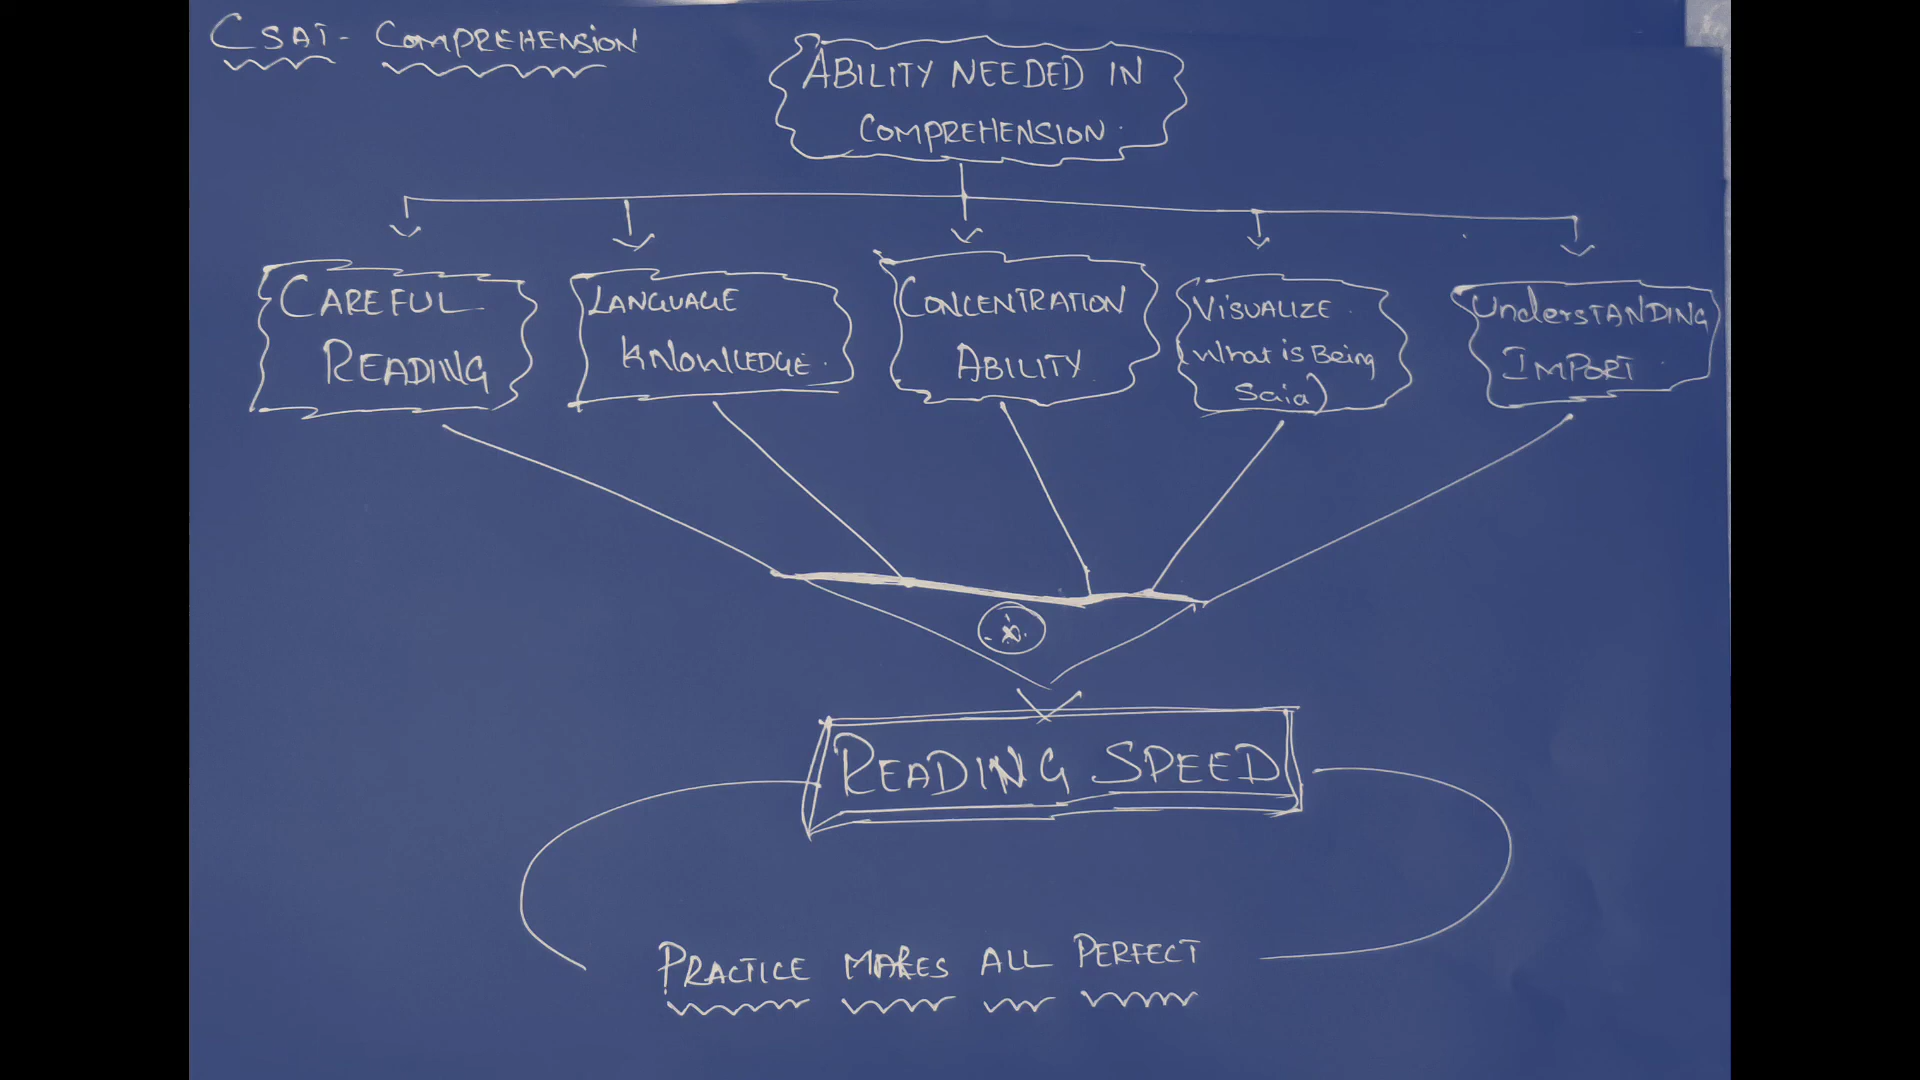 CSAT - COMPREHENSION
ABILITY NEEDED IN
COMPREHENSION.
CAREFUL
READING
LANGUAGE
KNOWLEDGE.
CONCENTRATION
ABILITY
VISUALIZE
(What is Being
Said)
UnderSTANDING
IMPORT
READING SPEED
PRACTICE MAKES ALL PERFECT